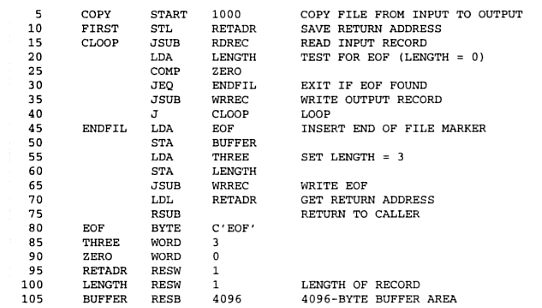 5 COPY START 1000 COPY FILE FROM INPUT TO OUTPUT
10 FIRST STL RETADR SAVE RETURN ADDRESS
15 CLOOP JSUB RDREC READ INPUT RECORD
20 LDA LENGTH TEST FOR EOF (LENGTH = 0)
25 COMP ZERO
30 JEQ ENDFIL EXIT IF EOF FOUND
35 JSUB WRREC WRITE OUTPUT RECORD
40 J CLOOP LOOP
45 ENDFIL LDA EOF INSERT END OF FILE MARKER
50 STA BUFFER
55 LDA THREE SET LENGTH = 3
60 STA LENGTH
65 JSUB WRREC WRITE EOF
70 LDL RETADR GET RETURN ADDRESS
75 RSUB RETURN TO CALLER
80 EOF BYTE C'EOF'
85 THREE WORD 3
90 ZERO WORD 0
95 RETADR RESW 1
100 LENGTH RESW 1 LENGTH OF RECORD
105 BUFFER RESB 4096 4096-BYTE BUFFER AREA